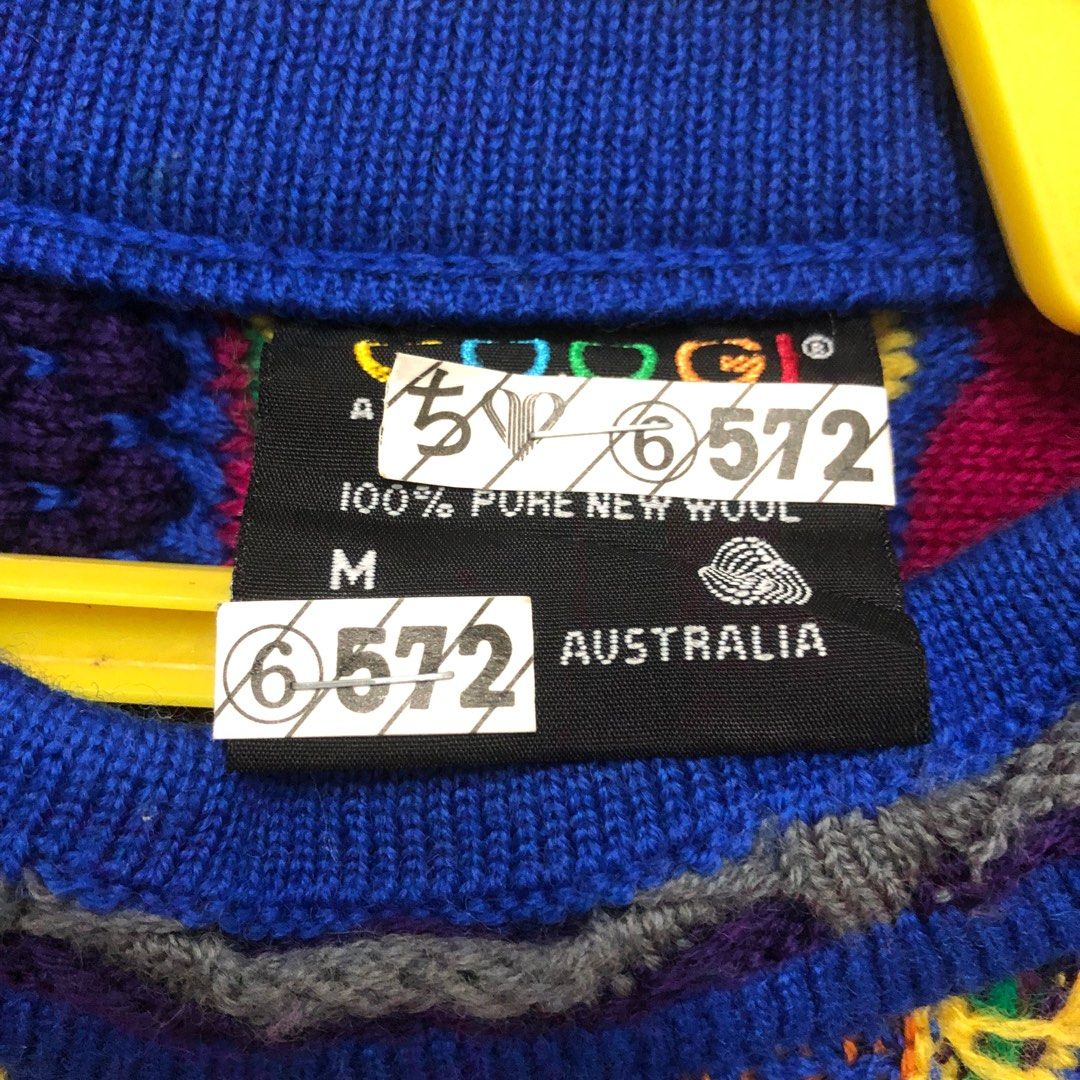 COOGI®
A
45 ⑥572
100% PURE NEW WOOL
M
⑥572
AUSTRALIA